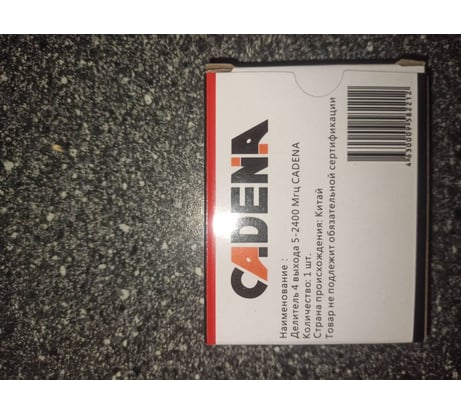 CADENA
Наименование :
Делитель 4 выхода 5-2400 Мгц CADENA
Количество: 1 шт.
Страна происхождения: Китай
Товар не подлежит обязательной сертификации
4630009582212